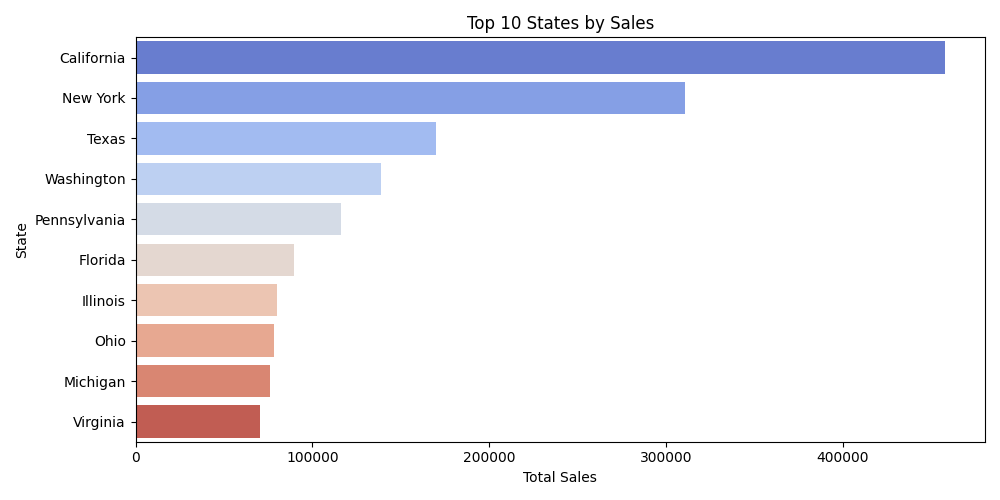 Top 10 States by Sales
State
California
New York
Texas
Washington
Pennsylvania
Florida
Illinois
Ohio
Michigan
Virginia
0 100000 200000 300000 400000
Total Sales